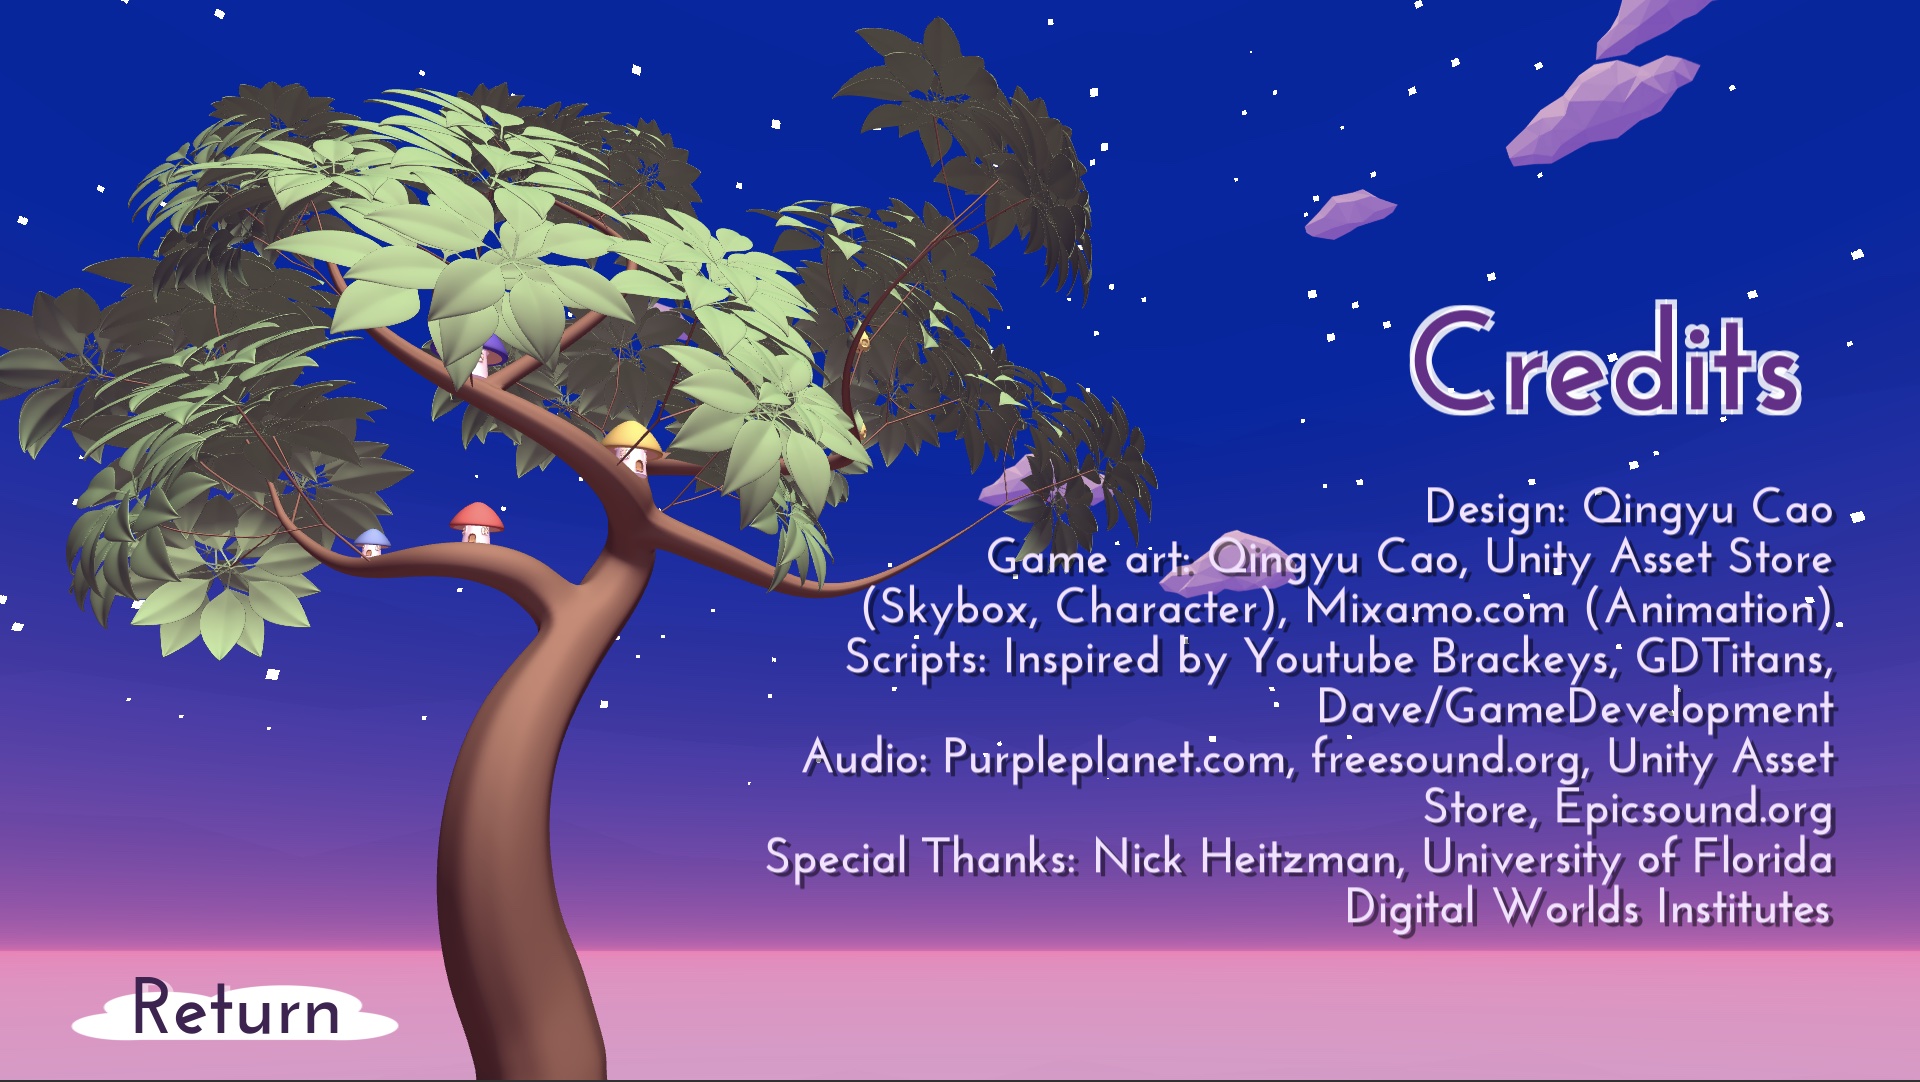 Credits
Design: Qingyu Cao
Game art: Qingyu Cao, Unity Asset Store
(Skybox, Character), Mixamo.com (Animation)
Scripts: Inspired by Youtube Brackeys, GDTitans,
Dave/GameDevelopment
Audio: Purpleplanet.com, freesound.org, Unity Asset
Store, Epicsound.org
Special Thanks: Nick Heitzman, University of Florida
Digital Worlds Institutes
Return